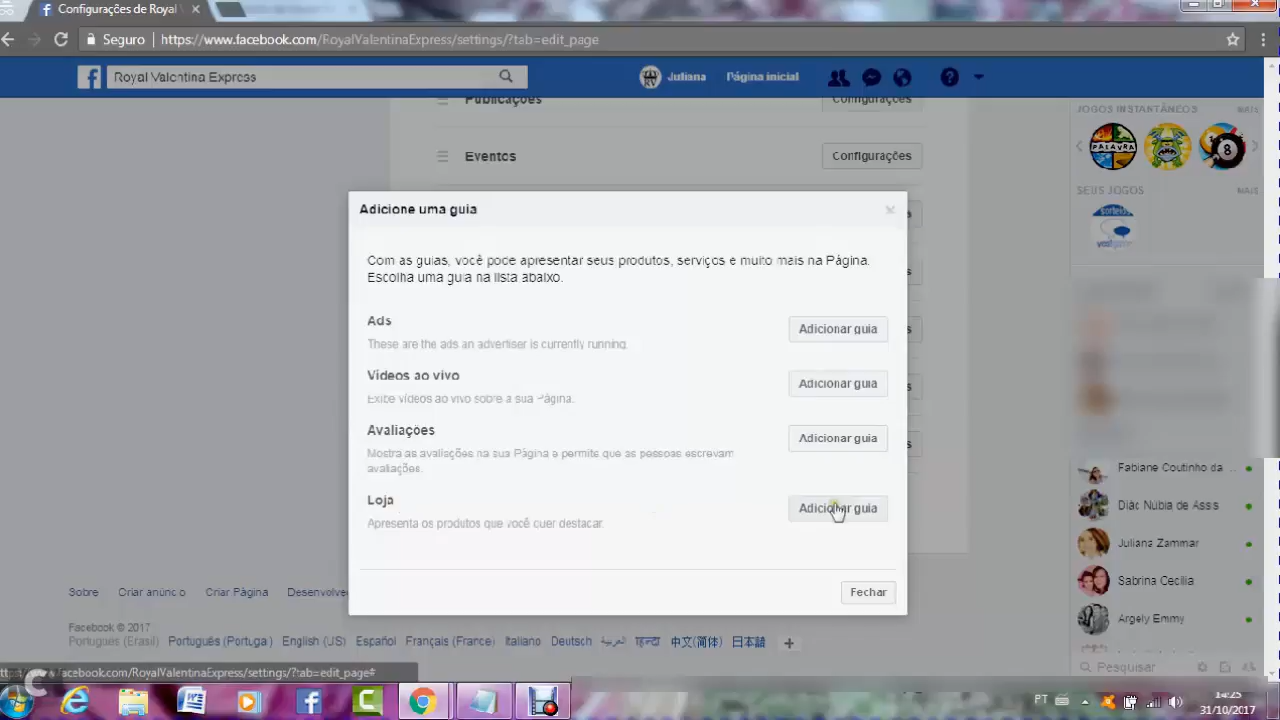 Configurações de Royal
Seguro
https://www.facebook.com/RoyalValentinaExpress/settings/?tab=edit_page
Royal Valentina Express
Juliana
Página inicial
Publicações
Configurações
Eventos
Configurações
JOGOS INSTANTÂNEOS
MAIS
PALAVRA
8
SEUS JOGOS
MAIS
sorteios
Adicione uma guia
Com as guias, você pode apresentar seus produtos, serviços e muito mais na Página.
Escolha uma guia na lista abaixo.
Ads
Adicionar guia
These are the ads an advertiser is currently running.
Vídeos ao vivo
Adicionar guia
Exibe vídeos ao vivo sobre a sua Página.
Avaliações
Adicionar guia
Mostra as avaliações na sua Página e permite que as pessoas escrevam
avaliações.
Loja
Adicionar guia
Apresenta os produtos que você quer destacar.
Fechar
Fabiane Coutinho da ...
Diác Núbia de Assis
Juliana Zammar
Sabrina Cecília
Argely Emmy
Pesquisar
Sobre
Criar anúncio
Criar Página
Desenvolve
Facebook © 2017
Português (Brasil)
Português (Portugal)
English (US)
Español
Français (France)
Italiano
Deutsch
العربية
हिन्दी
中文(简体)
日本語
acebook.com/RoyalValentinaExpress/settings/?tab=edit_page#
PT
14:25
31/10/2017